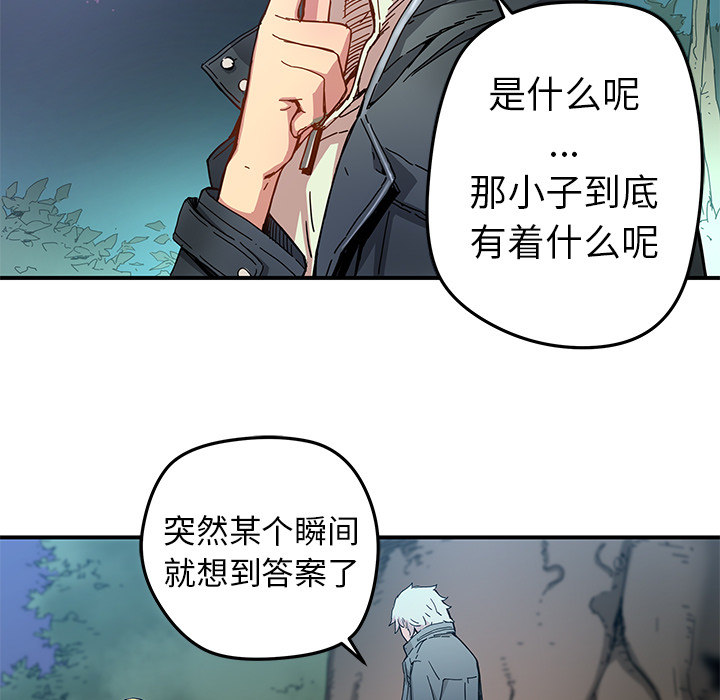 是什么呢
…
那小子到底
有着什么呢
突然某个瞬间
就想到答案了